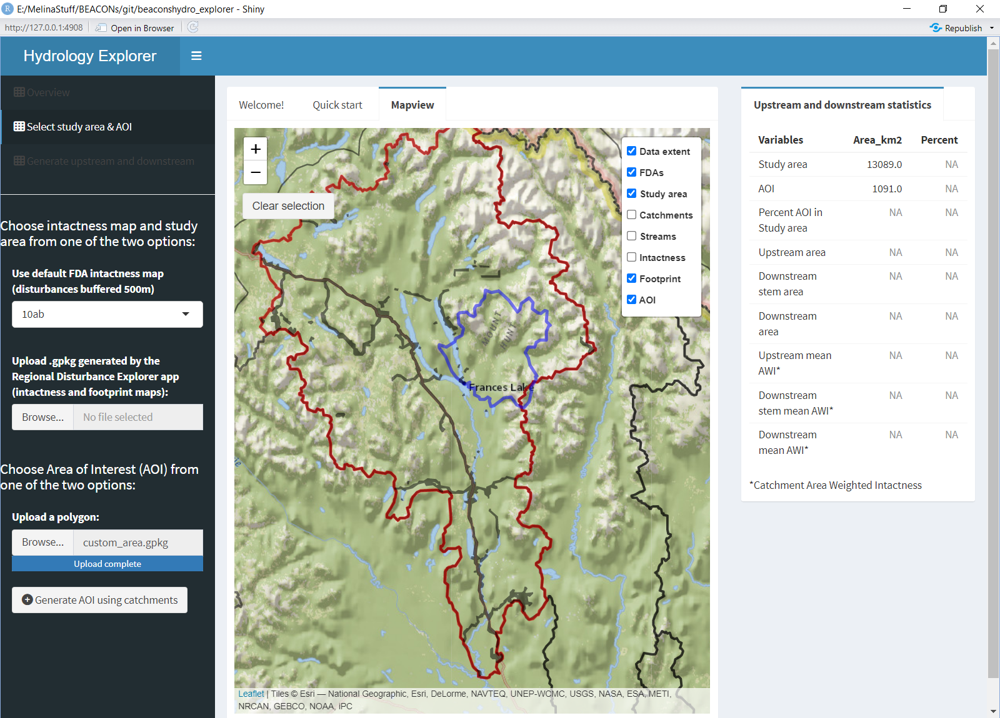 E:/MelinaStuff/BEACONs/git/beaconshydro_explorer - Shiny
http://127.0.0.1:4908
Open in Browser
Republish
Hydrology Explorer
Overview
Select study area & AOI
Generate upstream and downstream
Choose intactness map and study
area from one of the two options:
Use default FDA intactness map
(disturbances buffered 500m)
10ab
Upload .gpkg generated by the
Regional Disturbance Explorer app
(intactness and footprint maps):
Browse... No file selected
Choose Area of Interest (AOI) from
one of the two options:
Upload a polygon:
Browse... custom_area.gpkg
Upload complete
Generate AOI using catchments
Welcome! Quick start Mapview
+
−
Clear selection
Data extent
FDAs
Study area
Catchments
Streams
Intactness
Footprint
AOI
MOUNT
HUNT
Frances Lake
Leaflet | Tiles © Esri — National Geographic, Esri, DeLorme, NAVTEQ, UNEP-WCMC, USGS, NASA, ESA, METI,
NRCAN, GEBCO, NOAA, iPC
Upstream and downstream statistics
Variables Area_km2 Percent
Study area 13089.0 NA
AOI 1091.0 NA
Percent AOI in NA NA
Study area
Upstream area NA NA
Downstream NA NA
stem area
Downstream NA NA
area
Upstream mean NA NA
AWI*
Downstream NA NA
stem mean AWI*
Downstream NA NA
mean AWI*
*Catchment Area Weighted Intactness